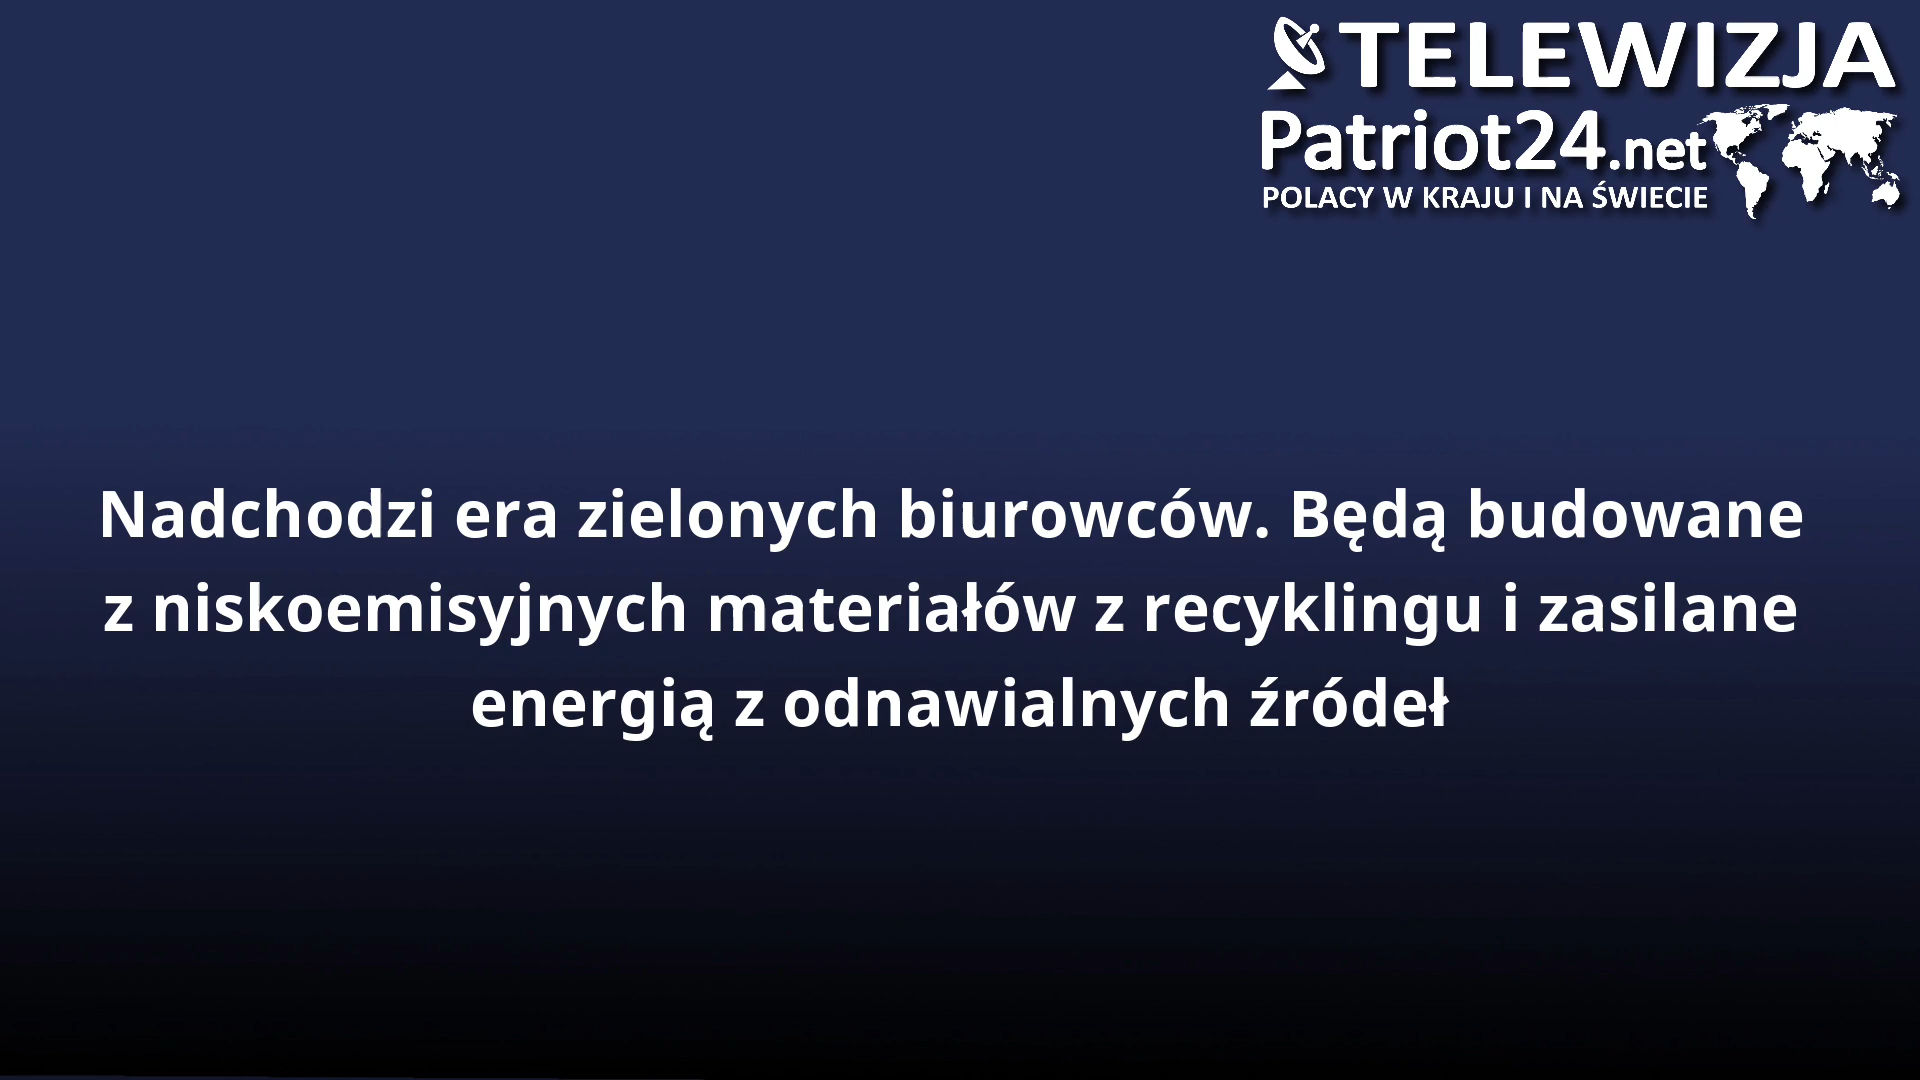 TELEWIZJA
Patriot24.net
POLACY W KRAJU I NA ŚWIECIE
Nadchodzi era zielonych biurowców. Będą budowane
z niskoemisyjnych materiałów z recyklingu i zasilane
energią z odnawialnych źródeł